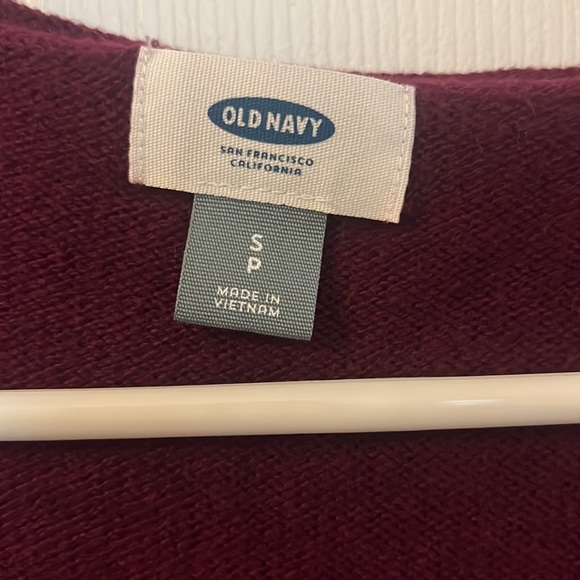 OLD NAVY
SAN FRANCISCO
CALIFORNIA
S
P
MADE IN
VIETNAM